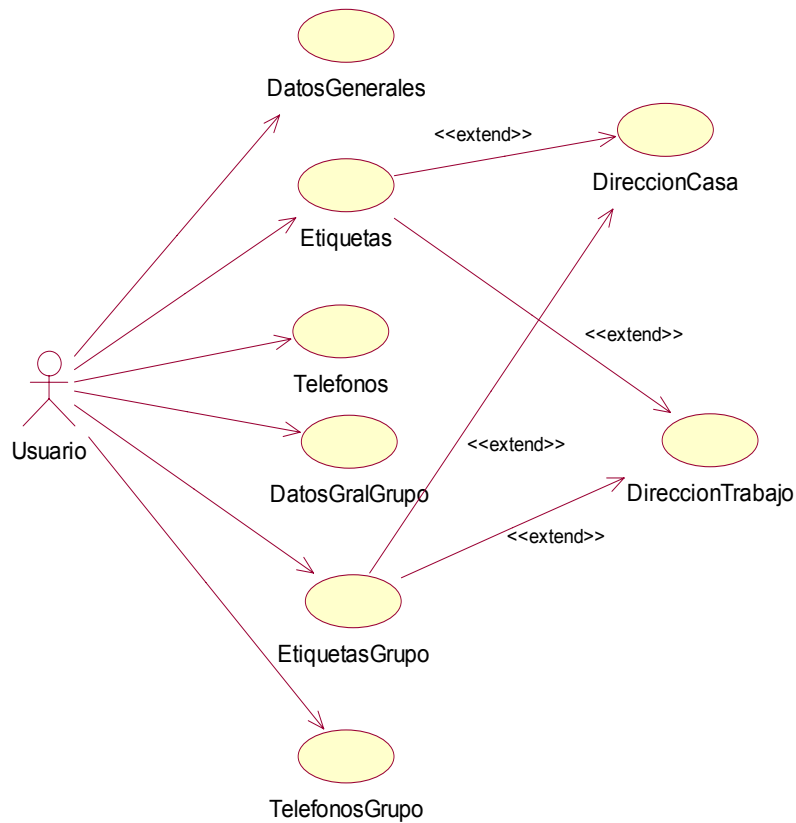 DatosGenerales
<<extend>>
DireccionCasa
Etiquetas
<<extend>>
Telefonos
Usuario
<<extend>>
DatosGralGrupo
DireccionTrabajo
<<extend>>
EtiquetasGrupo
TelefonosGrupo